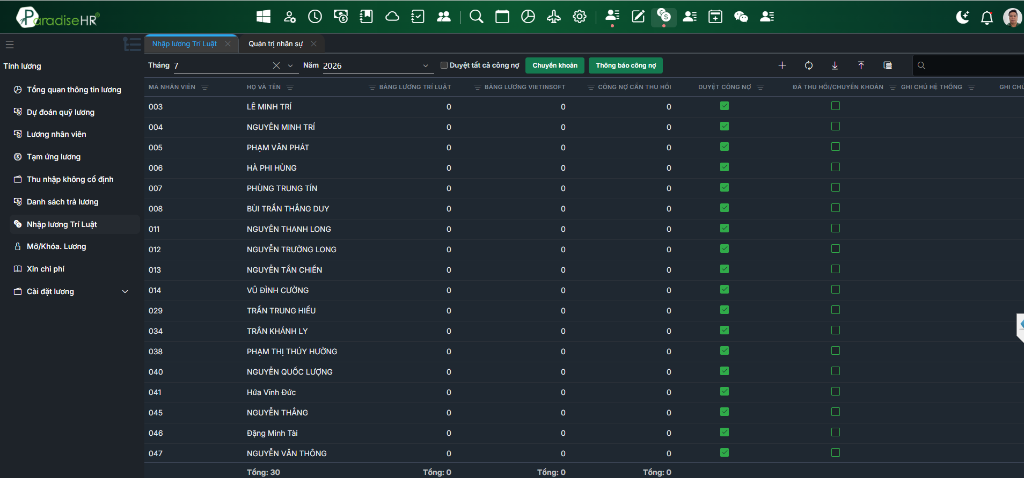 ParadiseHR
Nhập lương Trí Luật
Quản trị nhân sự
Tính lương
Tổng quan thông tin lương
Dự đoán quỹ lương
Lương nhân viên
Tạm ứng lương
Thu nhập không cố định
Danh sách trả lương
Nhập lương Trí Luật
Mở/Khóa. Lương
Xin chi phí
Cài đặt lương
Tháng 7 Năm 2026 Duyệt tất cả công nợ Chuyển khoản Thông báo công nợ
MÃ NHÂN VIÊN HỌ VÀ TÊN BẢNG LƯƠNG TRÍ LUẬT BẢNG LƯƠNG VIETINSOFT CÔNG NỢ CẦN THU HỒI DUYỆT CÔNG NỢ ĐÃ THU HỒI/CHUYỂN KHOẢN GHI CHÚ HỆ THỐNG GHI CHÚ
003 LÊ MINH TRÍ 0 0 0
004 NGUYỄN MINH TRÍ 0 0 0
005 PHẠM VĂN PHÁT 0 0 0
006 HÀ PHI HÙNG 0 0 0
007 PHÙNG TRUNG TÍN 0 0 0
008 BÙI TRẦN THẮNG DUY 0 0 0
011 NGUYỄN THANH LONG 0 0 0
012 NGUYỄN TRƯỜNG LONG 0 0 0
013 NGUYỄN TẤN CHIẾN 0 0 0
014 VŨ ĐÌNH CƯỜNG 0 0 0
029 TRẦN TRUNG HIẾU 0 0 0
034 TRẦN KHÁNH LY 0 0 0
038 PHẠM THỊ THÚY HƯỜNG 0 0 0
040 NGUYỄN QUỐC LƯỢNG 0 0 0
041 Hứa Vĩnh Đức 0 0 0
045 NGUYỄN THẮNG 0 0 0
046 Đặng Minh Tài 0 0 0
047 NGUYỄN VĂN THÔNG 0 0 0
Tổng: 30 Tổng: 0 Tổng: 0 Tổng: 0